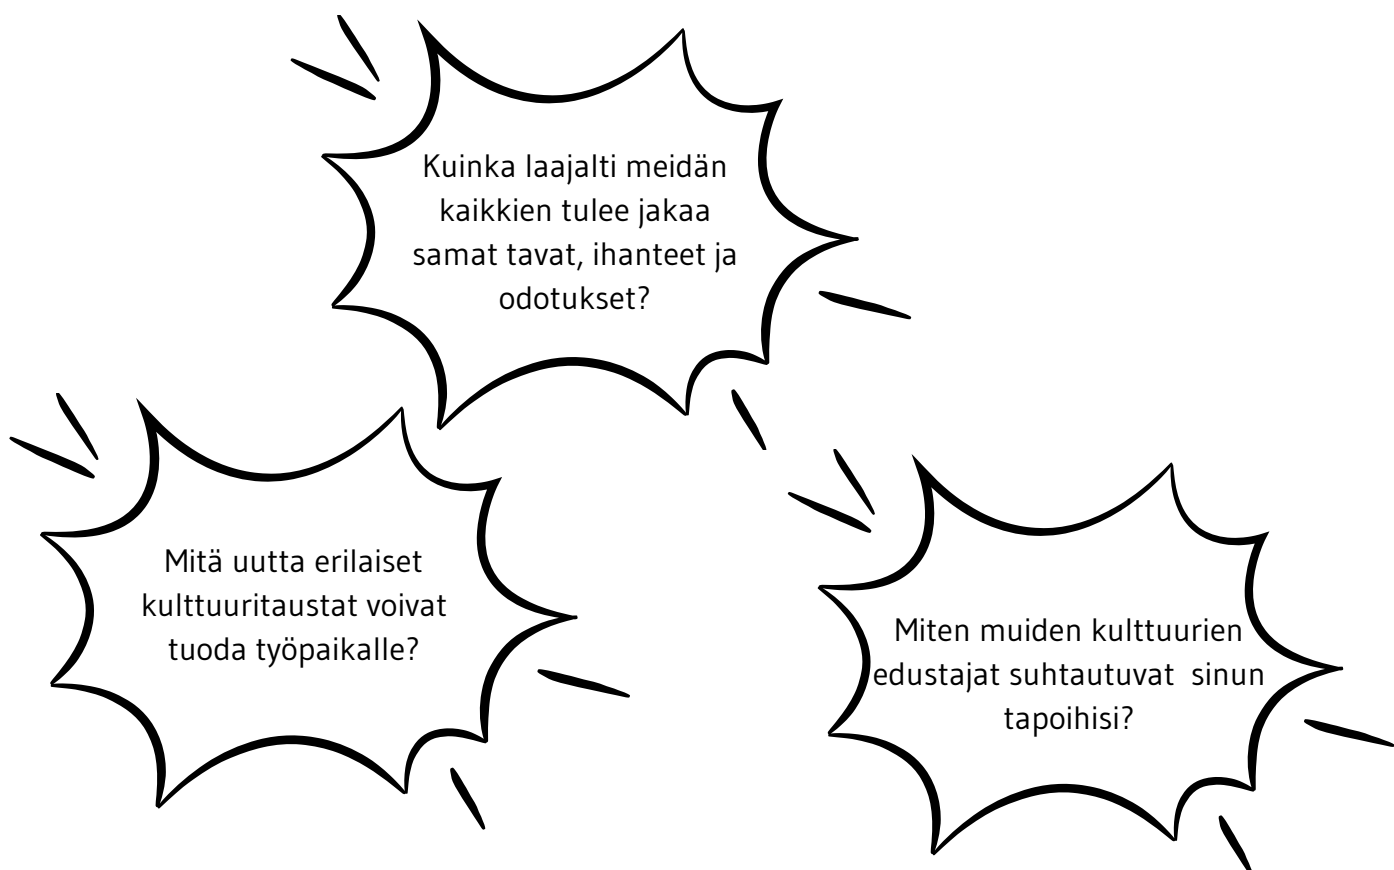 Kuinka laajalti meidän
kaikkien tulee jakaa
samat tavat, ihanteet ja
odotukset?
Mitä uutta erilaiset
kulttuuritaustat voivat
tuoda työpaikalle?
Miten muiden kulttuurien
edustajat suhtautuvat  sinun
tapoihisi?